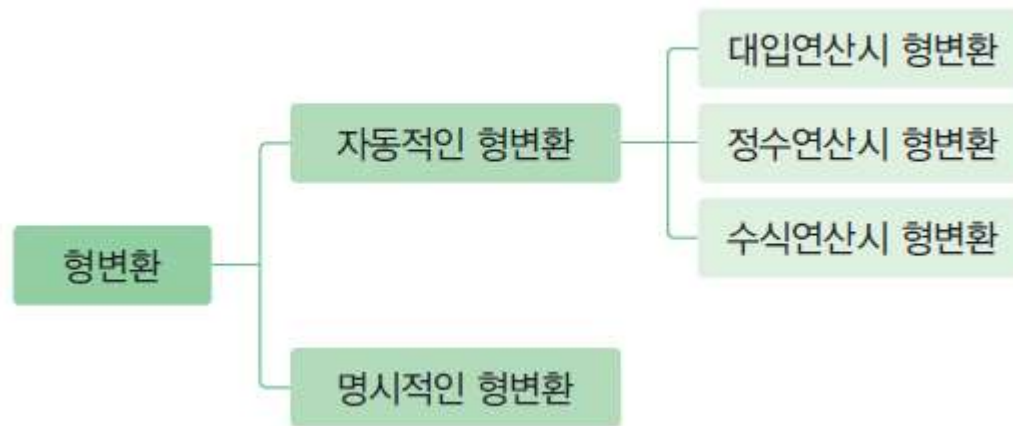 형변환
자동적인 형변환
대입연산시 형변환
정수연산시 형변환
수식연산시 형변환
명시적인 형변환